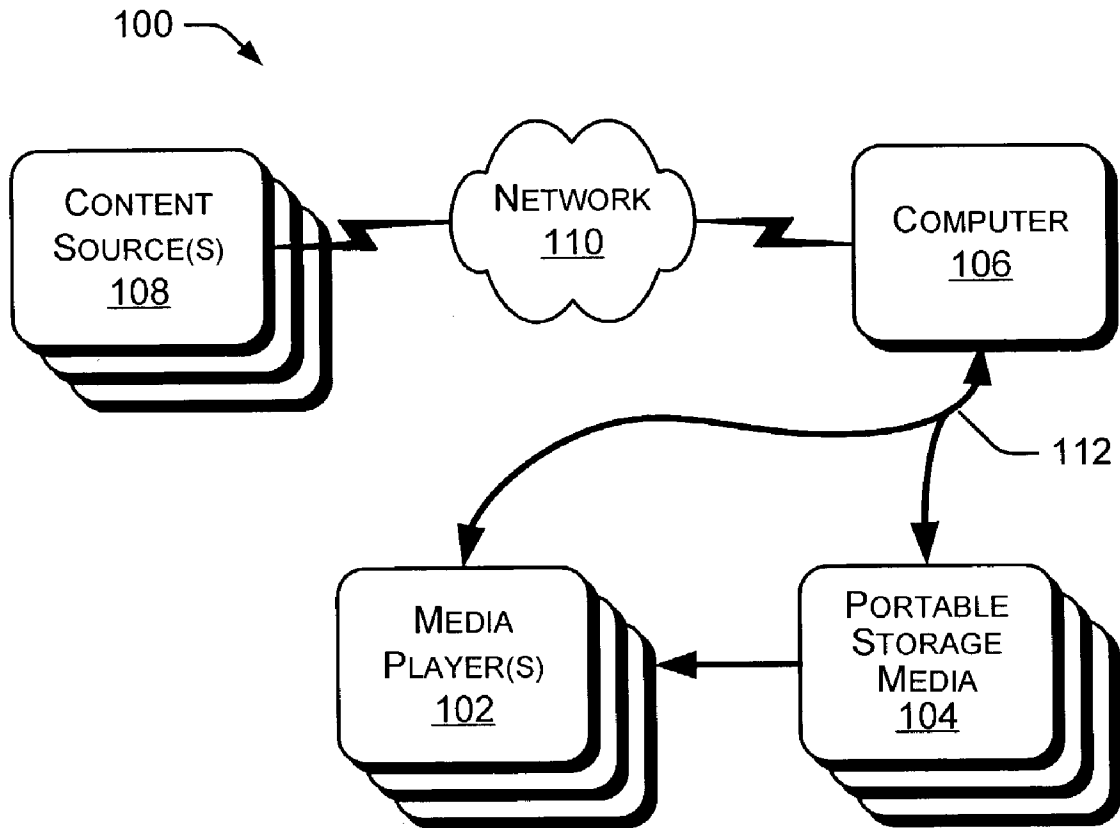 100
CONTENT
SOURCE(S)
108
NETWORK
110
COMPUTER
106
112
MEDIA
PLAYER(S)
102
PORTABLE
STORAGE
MEDIA
104